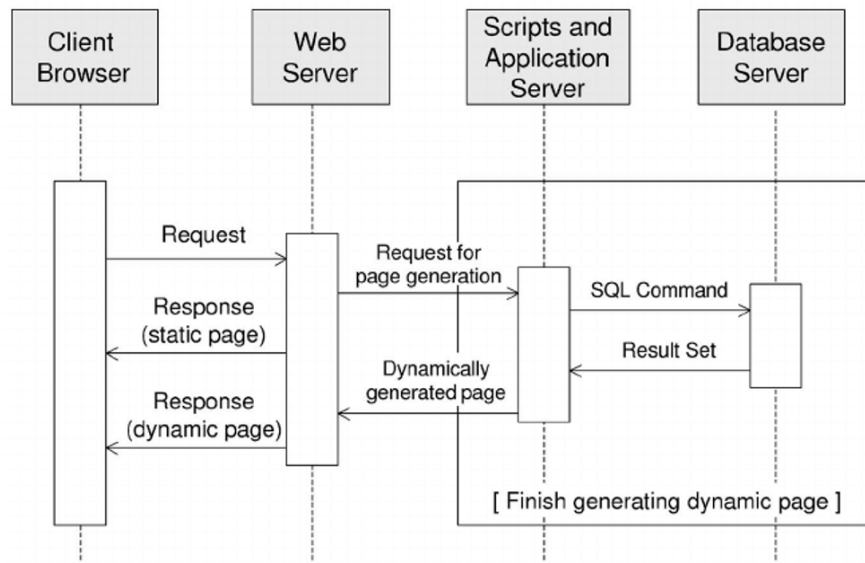 Client
Browser
Web
Server
Scripts and
Application
Server
Database
Server
Request
Request for
page generation
SQL Command
Response
(static page)
Result Set
Dynamically
generated page
Response
(dynamic page)
[ Finish generating dynamic page ]